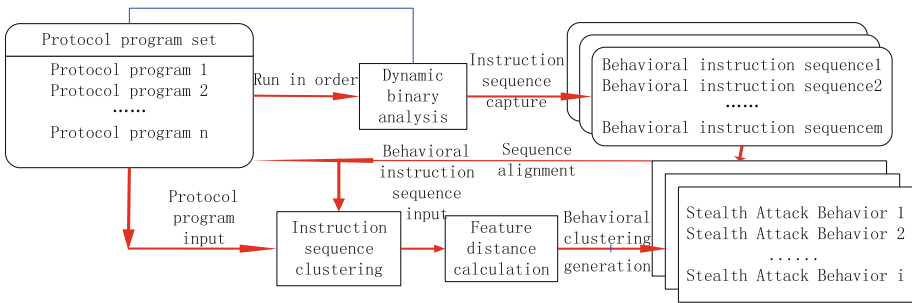 Protocol program set
Protocol program 1
Protocol program 2
……
Protocol program n
Run in order
Dynamic
binary
analysis
Instruction
sequence
capture
Behavioral instruction sequence1
Behavioral instruction sequence2
……
Behavioral instruction sequencem
Sequence
alignment
Behavioral
instruction
sequence
input
Protocol
program
input
Instruction
sequence
clustering
Feature
distance
calculation
Behavioral
clustering
generation
Stealth Attack Behavior 1
Stealth Attack Behavior 2
......
Stealth Attack Behavior i